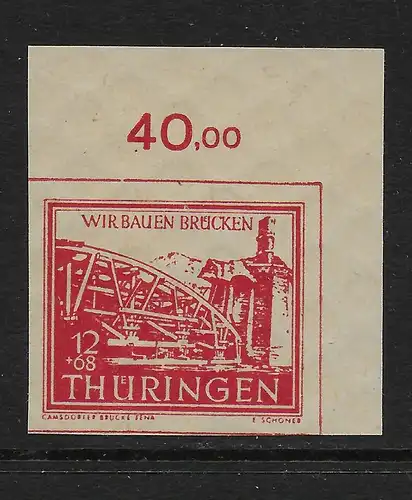 40,00
WIR BAUEN BRÜCKEN
12
+68
THÜRINGEN
CAMSDORFER BRÜCKE JENA E. SCHÖNER